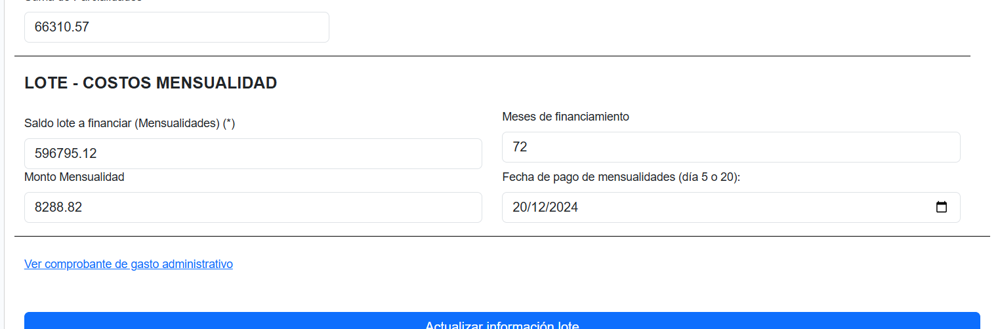 66310.57
LOTE - COSTOS MENSUALIDAD
Saldo lote a financiar (Mensualidades) (*)
Meses de financiamiento
596795.12
72
Monto Mensualidad
Fecha de pago de mensualidades (día 5 o 20):
8288.82
20/12/2024
Ver comprobante de gasto administrativo
Actualizar información lote